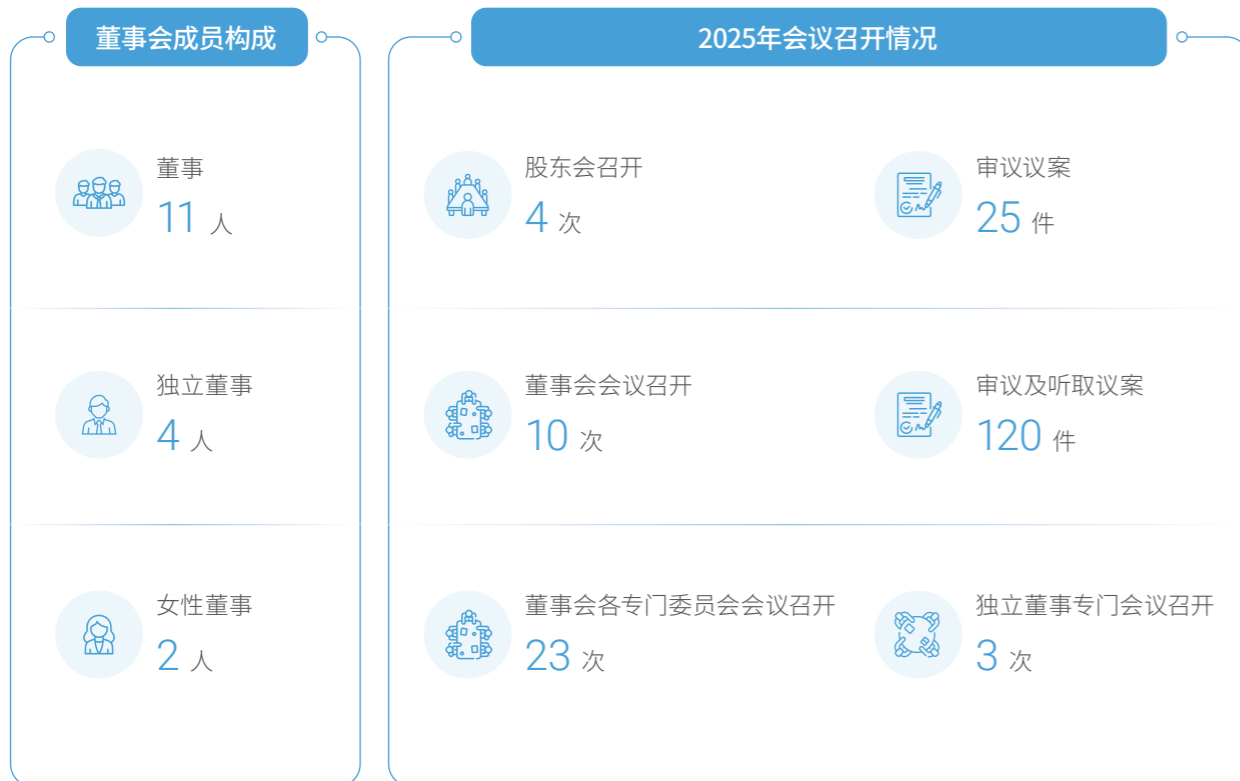 董事会成员构成
董事
11 人
独立董事
4 人
女性董事
2 人
2025年会议召开情况
股东会召开
4 次
审议议案
25 件
董事会会议召开
10 次
审议及听取议案
120 件
董事会各专门委员会会议召开
23 次
独立董事专门会议召开
3 次